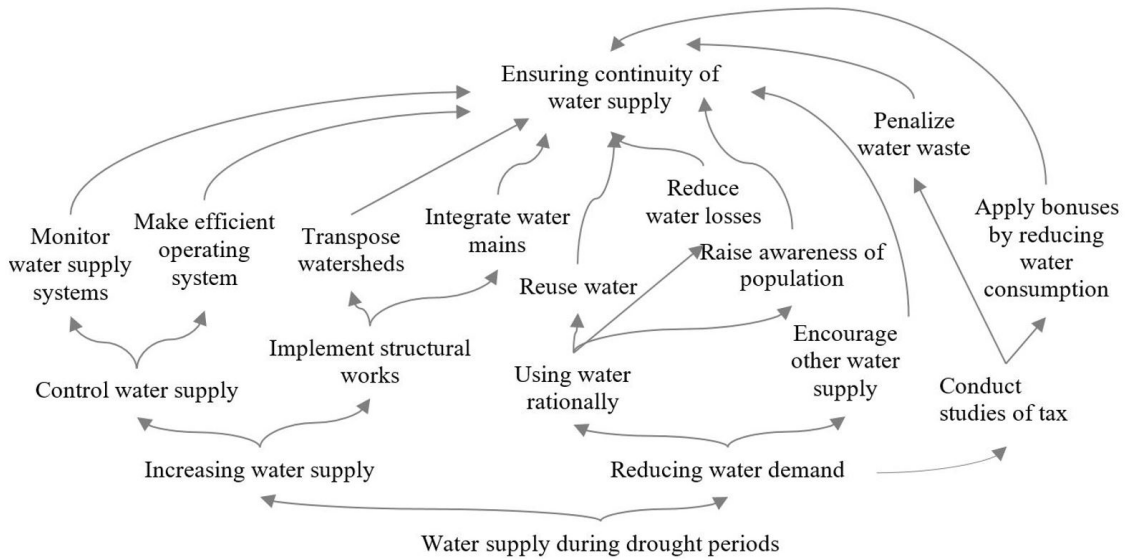 Ensuring continuity of
water supply
Penalize
water waste
Reduce
water losses
Apply bonuses
by reducing
water
consumption
Integrate water
mains
Make efficient
operating
system
Transpose
watersheds
Monitor
water supply
systems
Raise awareness of
population
Reuse water
Encourage
other water
supply
Implement structural
works
Using water
rationally
Control water supply
Conduct
studies of tax
Increasing water supply
Reducing water demand
Water supply during drought periods